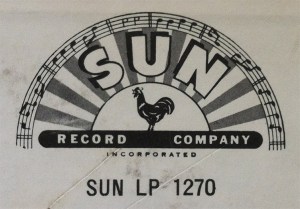 SUN
RECORD COMPANY
INCORPORATED
SUN LP 1270